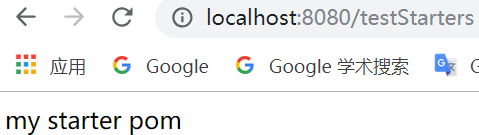 localhost:8080/testStarters
应用 Google Google 学术搜索 G
my starter pom